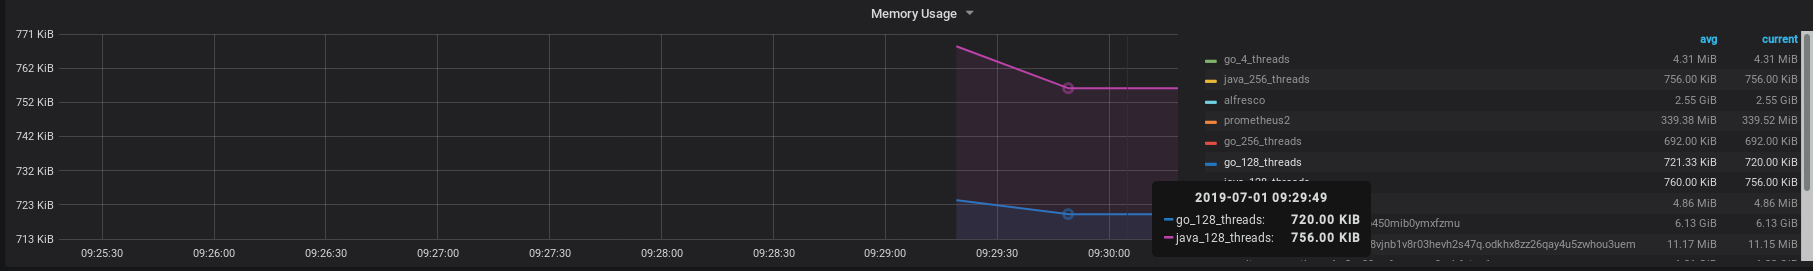 Memory Usage
771 KiB
762 KiB
752 KiB
742 KiB
732 KiB
723 KiB
713 KiB
09:25:30 09:26:00 09:26:30 09:27:00 09:27:30 09:28:00 09:28:30 09:29:00 09:29:30 09:30:00
avg current
go_4_threads 4.31 MiB 4.31 MiB
java_256_threads 756.00 KiB 756.00 KiB
alfresco 2.55 GiB 2.55 GiB
prometheus2 339.38 MiB 339.52 MiB
go_256_threads 692.00 KiB 692.00 KiB
go_128_threads 721.33 KiB 720.00 KiB
java_128_threads 760.00 KiB 756.00 KiB
4.86 MiB 4.86 MiB
450mib0ymxfzmu 6.13 GiB 6.13 GiB
8vjnb1v8r03hevh2s47q.odkhx8zz26qay4u5zwhou3uem 11.17 MiB 11.15 MiB
2019-07-01 09:29:49
go_128_threads: 720.00 KIB
java_128_threads: 756.00 KIB